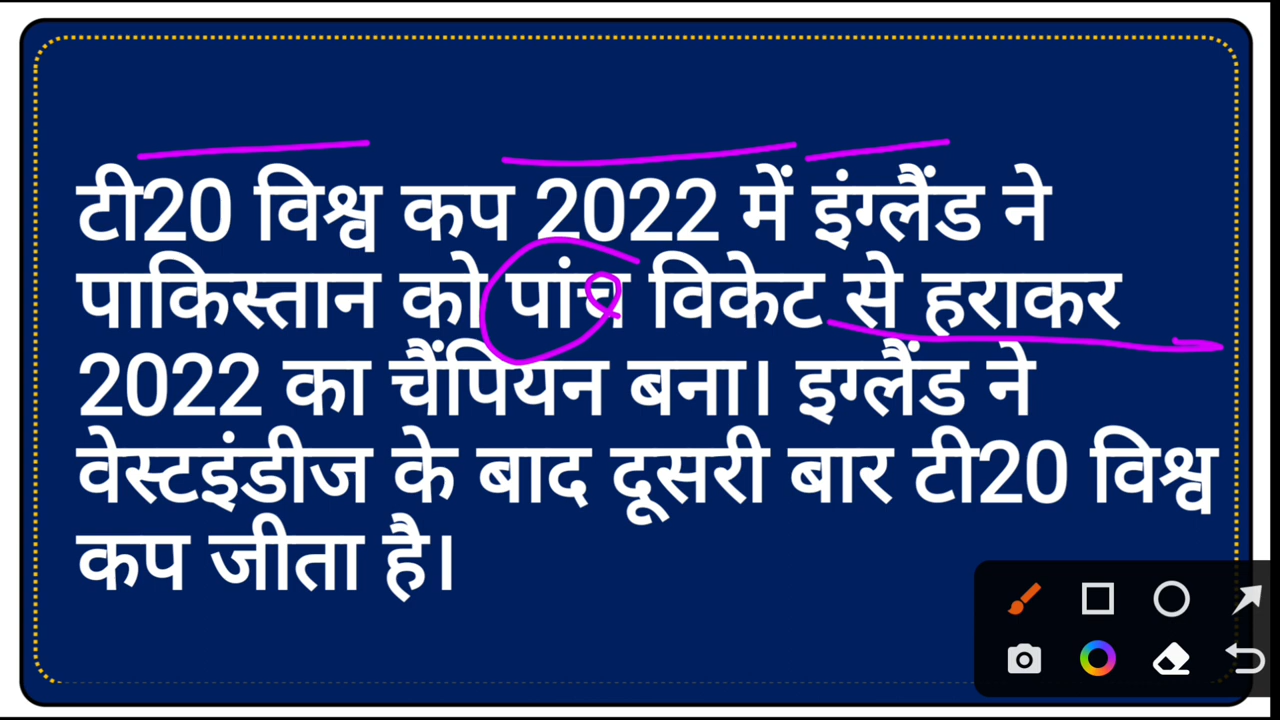 टी20 विश्व कप 2022 में इंग्लैंड ने
पाकिस्तान को पांच विकेट से हराकर
2022 का चैंपियन बना। इग्लैंड ने
वेस्टइंडीज के बाद दूसरी बार टी20 विश्व
कप जीता है।